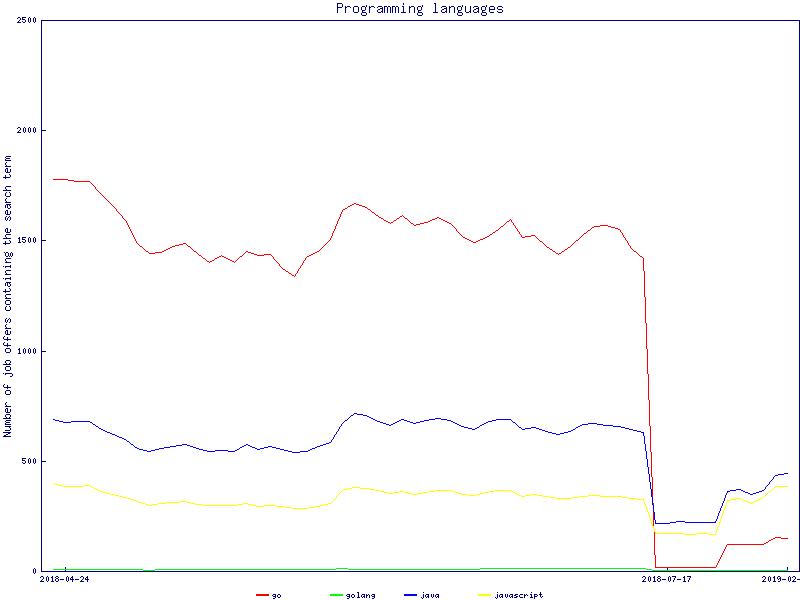 Programming languages
Number of job offers containing the search term
2500
2000
1500
1000
500
0
2018-04-24
2018-07-17
2019-02-
go
golang
java
javascript